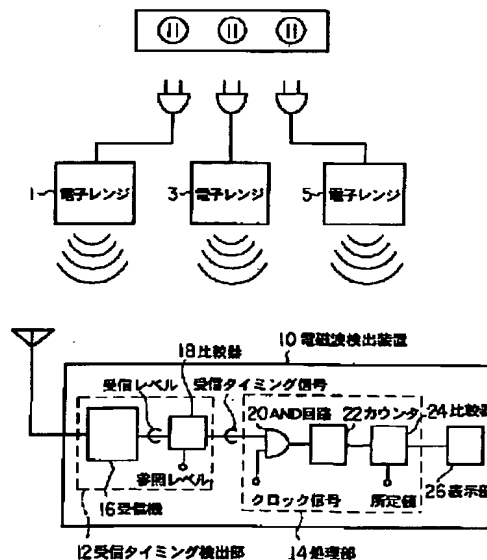 1 電子レンジ
3 電子レンジ
5 電子レンジ
10 電磁波検出装置
18 比較器
受信レベル
受信タイミング信号
20 AND回路
22 カウンタ
24 比較器
参照レベル
クロック信号
所定値
16 受信機
26 表示部
12 受信タイミング検出部
14 処理部